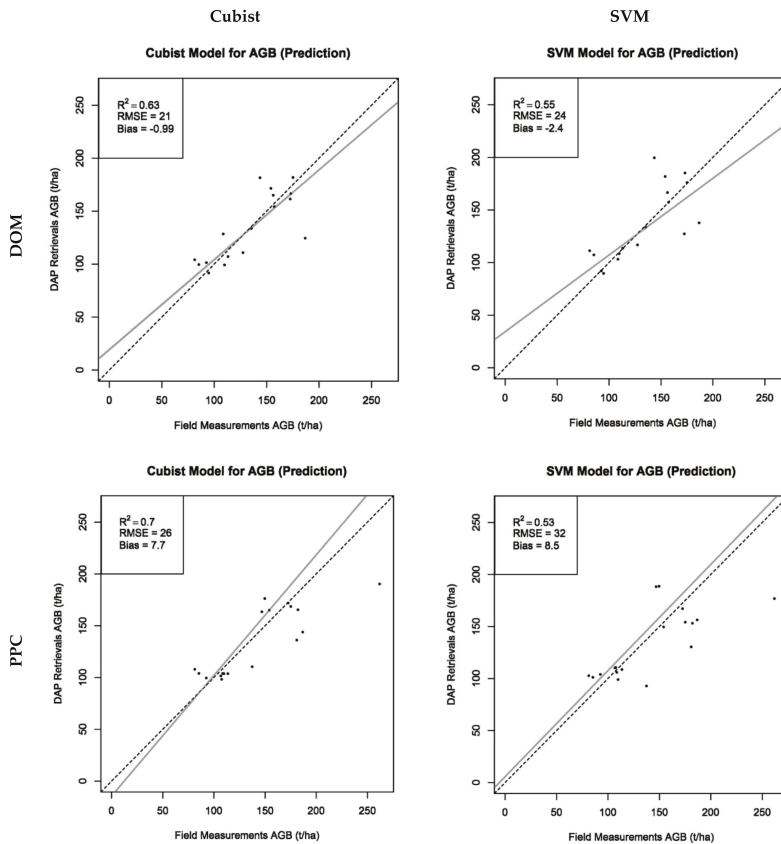 Cubist
SVM
DOM
Cubist Model for AGB (Prediction)
R² = 0.63
RMSE = 21
Bias = -0.99
DAP Retrievals AGB (t/ha)
250
200
150
100
50
0
0 50 100 150 200 250
Field Measurements AGB (t/ha)
SVM Model for AGB (Prediction)
R² = 0.55
RMSE = 24
Bias = -2.4
DAP Retrievals AGB (t/ha)
250
200
150
100
50
0
0 50 100 150 200 250
Field Measurements AGB (t/ha)
PPC
Cubist Model for AGB (Prediction)
R² = 0.7
RMSE = 26
Bias = 7.7
DAP Retrievals AGB (t/ha)
250
200
150
100
50
0
0 50 100 150 200 250
Field Measurements AGB (t/ha)
SVM Model for AGB (Prediction)
R² = 0.53
RMSE = 32
Bias = 8.5
DAP Retrievals AGB (t/ha)
250
200
150
100
50
0
0 50 100 150 200 250
Field Measurements AGB (t/ha)